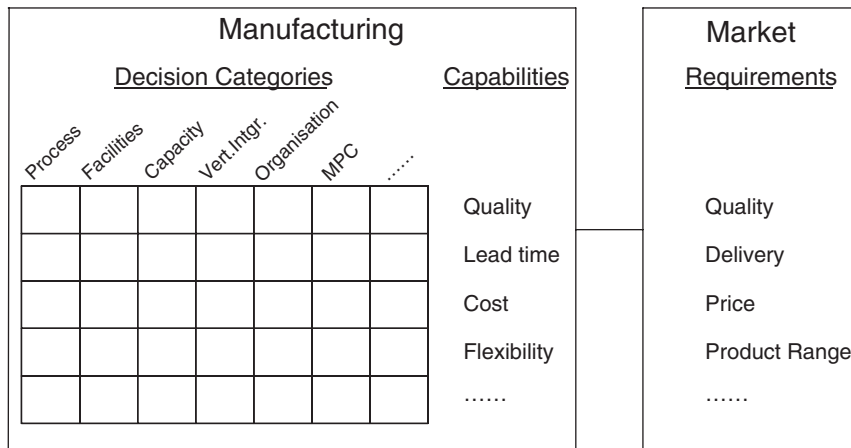 Manufacturing
Market
Decision Categories
Capabilities
Requirements
Process
Facilities
Capacity
Vert.Intgr.
Organisation
MPC
......
Quality
Quality
Lead time
Delivery
Cost
Price
Flexibility
Product Range
......
......